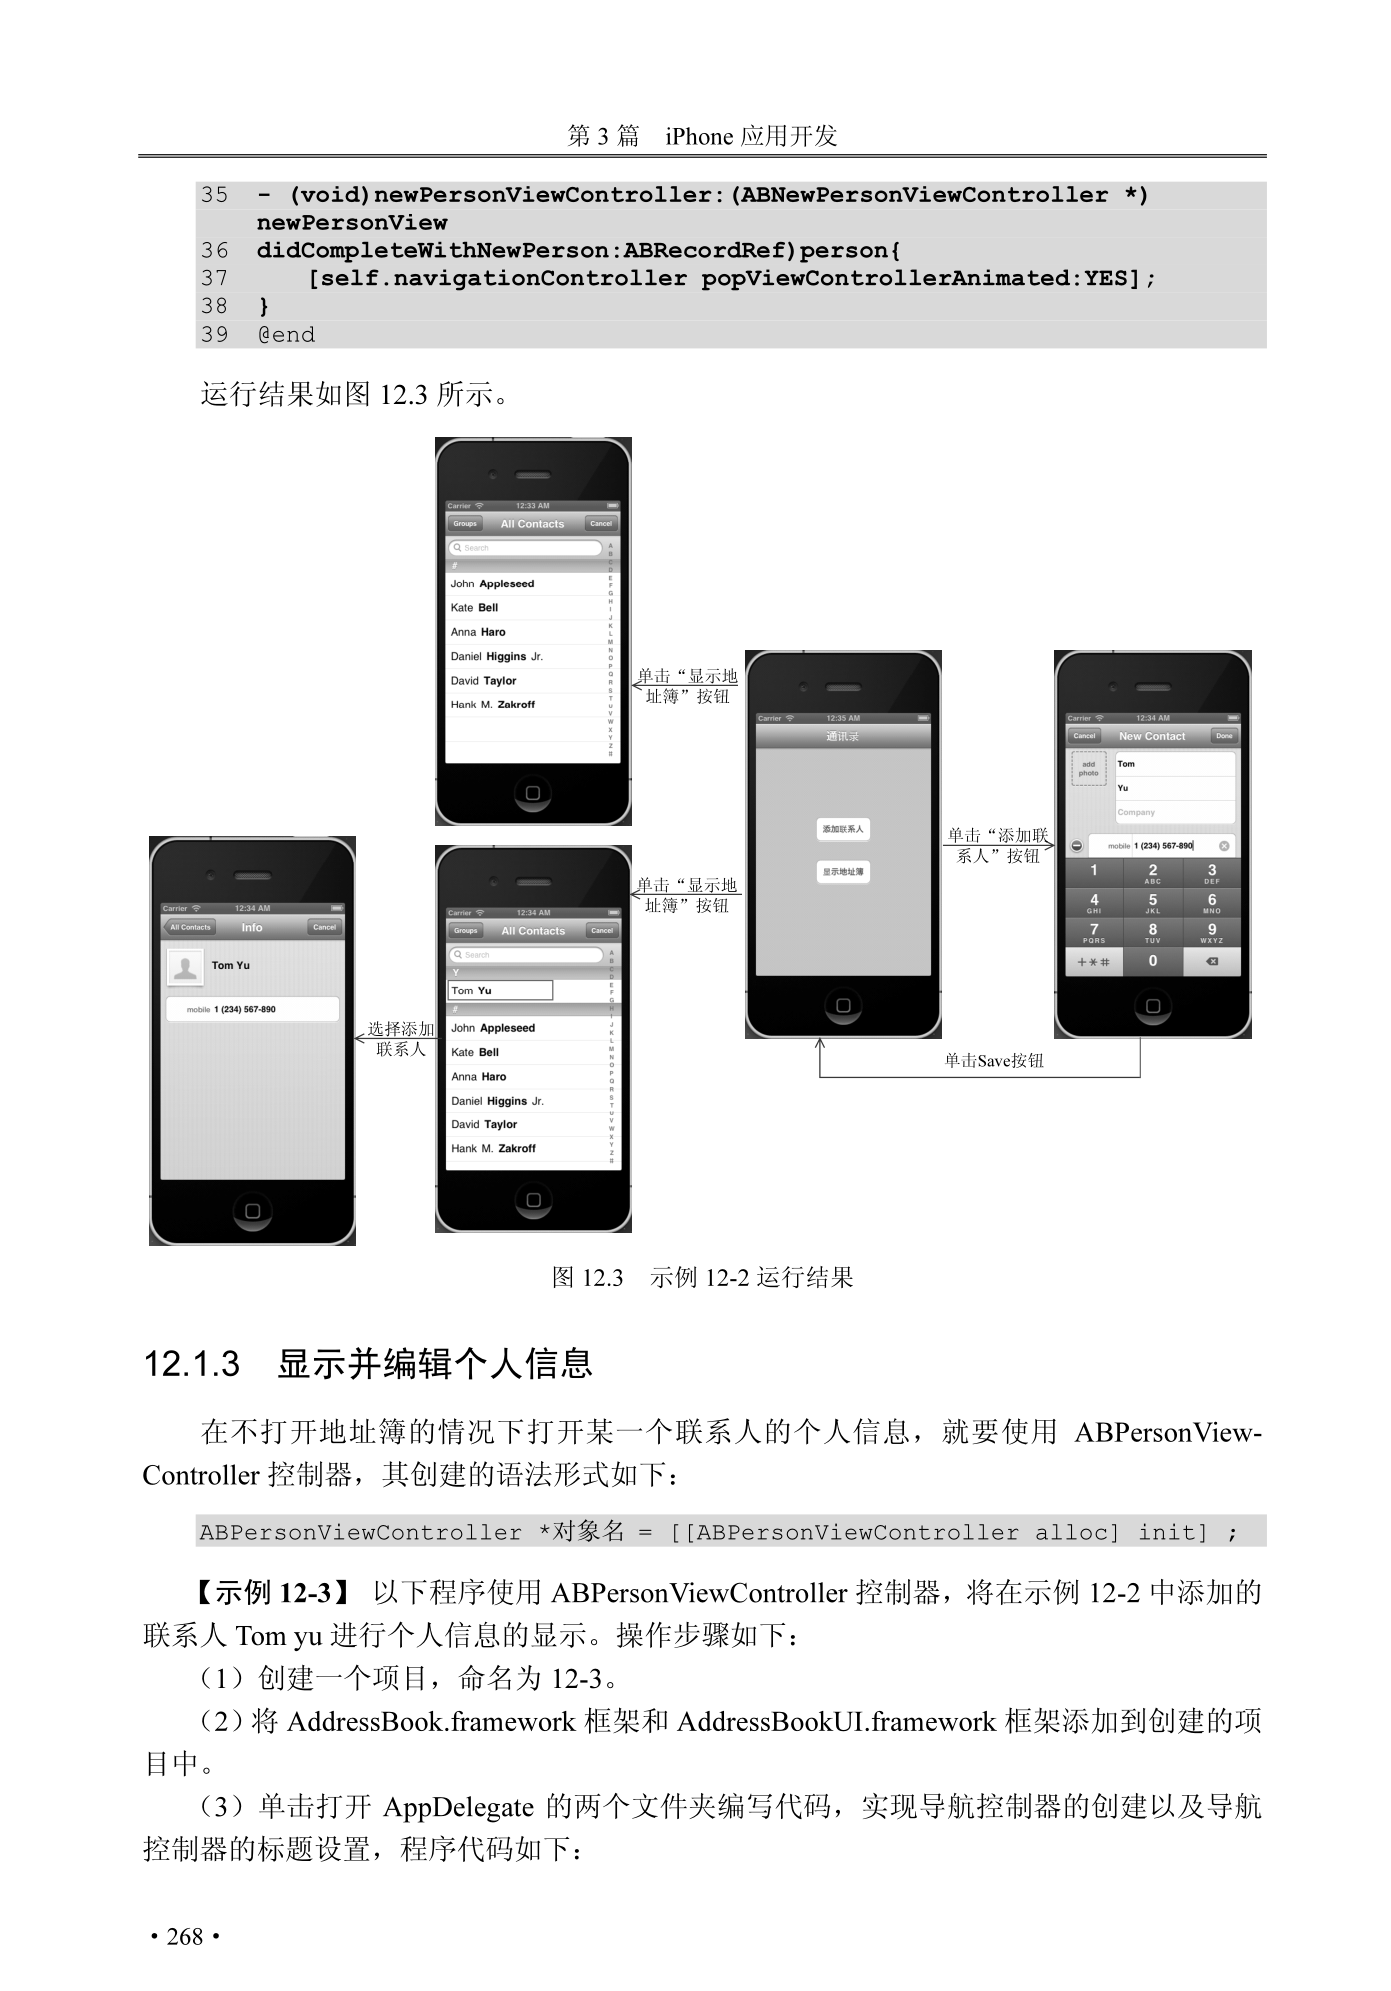 第 3 篇 iPhone 应用开发
35 - (void)newPersonViewController:(ABNewPersonViewController *)
newPersonView
36 didCompleteWithNewPerson:ABRecordRef)person{
37 [self.navigationController popViewControllerAnimated:YES];
38 }
39 @end
运行结果如图 12.3 所示。
Carrier 12:33 AM
Groups All Contacts Cancel
Search
#
John Appleseed
Kate Bell
Anna Haro
Daniel Higgins Jr.
David Taylor
Hank M. Zakroff
A
B
C
D
E
F
G
H
I
J
K
L
M
N
O
P
Q
R
S
T
U
V
W
X
Y
Z
#
单击“显示地
址簿”按钮
Carrier 12:35 AM
通讯录
添加联系人
显示地址簿
单击“添加联
系人”按钮
Carrier 12:34 AM
Cancel New Contact Done
add
photo
Tom
Yu
Company
mobile 1 (234) 567-890
1 2 3
ABC DEF
4 5 6
GHI JKL MNO
7 8 9
PQRS TUV WXYZ
+*# 0
单击Save按钮
单击“显示地
址簿”按钮
Carrier 12:34 AM
Groups All Contacts Cancel
Search
Y
Tom Yu
#
John Appleseed
Kate Bell
Anna Haro
Daniel Higgins Jr.
David Taylor
Hank M. Zakroff
A
B
C
D
E
F
G
H
I
J
K
L
M
N
O
P
Q
R
S
T
U
V
W
X
Y
Z
#
选择添加
联系人
Carrier 12:34 AM
All Contacts Info Cancel
Tom Yu
mobile 1 (234) 567-890
图 12.3 示例 12-2 运行结果
12.1.3 显示并编辑个人信息
在不打开地址簿的情况下打开某一个联系人的个人信息，就要使用 ABPersonView-
Controller 控制器，其创建的语法形式如下：
ABPersonViewController *对象名 = [[ABPersonViewController alloc] init] ;
【示例 12-3】 以下程序使用 ABPersonViewController 控制器，将在示例 12-2 中添加的
联系人 Tom yu 进行个人信息的显示。操作步骤如下：
（1）创建一个项目，命名为 12-3。
（2）将 AddressBook.framework 框架和 AddressBookUI.framework 框架添加到创建的项
目中。
（3）单击打开 AppDelegate 的两个文件夹编写代码，实现导航控制器的创建以及导航
控制器的标题设置，程序代码如下：
• 268 •